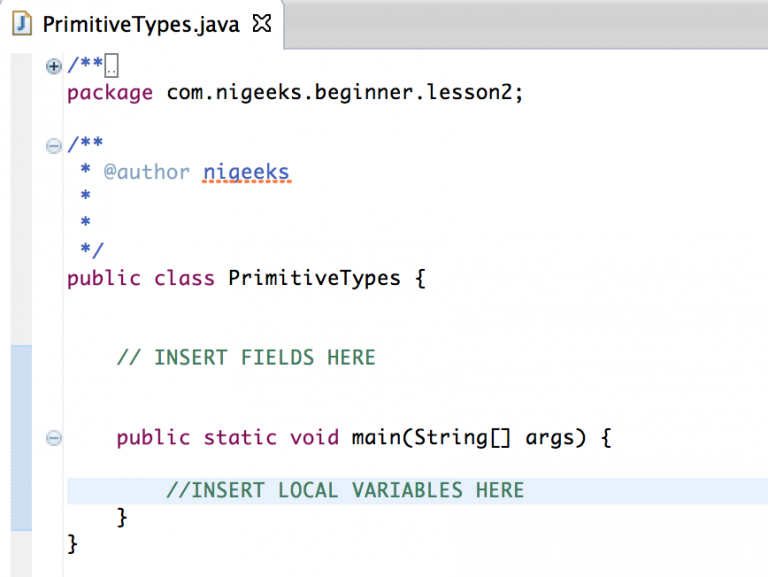 PrimitiveTypes.java
/**..
package com.nigeeks.beginner.lesson2;
/**
* @author nigeeks
*
*
*/
public class PrimitiveTypes {
// INSERT FIELDS HERE
public static void main(String[] args) {
//INSERT LOCAL VARIABLES HERE
}
}